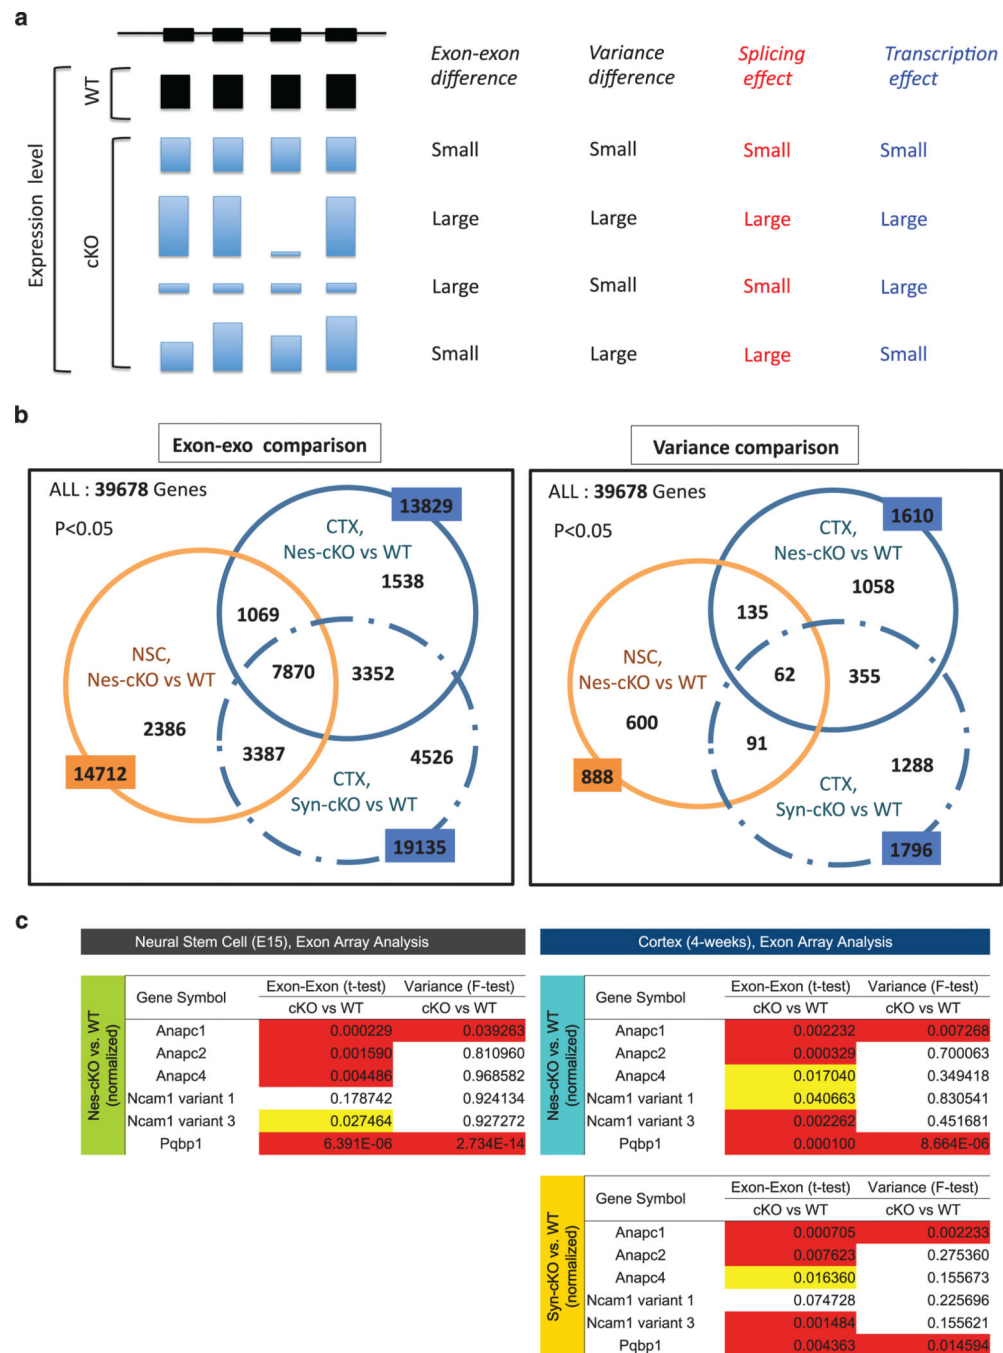 a
Exon-exon difference
Variance difference
Splicing effect
Transcription effect
Expression level
WT
cKO
Small Small Small Small
Large Large Large Large
Large Small Small Large
Small Large Large Small
b
Exon-exo comparison
ALL : 39678 Genes
P<0.05
13829
CTX,
Nes-cKO vs WT
1538
1069
NSC,
Nes-cKO vs WT
7870
3352
2386
3387
4526
14712
CTX,
Syn-cKO vs WT
19135
Variance comparison
ALL : 39678 Genes
P<0.05
1610
CTX,
Nes-cKO vs WT
1058
135
NSC,
Nes-cKO vs WT
62
355
600
91
1288
888
CTX,
Syn-cKO vs WT
1796
c
Neural Stem Cell (E15), Exon Array Analysis
Nes-cKO vs. WT
(normalized)
Gene Symbol Exon-Exon (t-test) Variance (F-test)
cKO vs WT cKO vs WT
Anapc1 0.000229 0.039263
Anapc2 0.001590 0.810960
Anapc4 0.004486 0.968582
Ncam1 variant 1 0.178742 0.924134
Ncam1 variant 3 0.027464 0.927272
Pqbp1 6.391E-06 2.734E-14
Cortex (4-weeks), Exon Array Analysis
Nes-cKO vs. WT
(normalized)
Gene Symbol Exon-Exon (t-test) Variance (F-test)
cKO vs WT cKO vs WT
Anapc1 0.002232 0.007268
Anapc2 0.000329 0.700063
Anapc4 0.017040 0.349418
Ncam1 variant 1 0.040663 0.830541
Ncam1 variant 3 0.002262 0.451681
Pqbp1 0.000100 8.664E-06
Syn-cKO vs. WT
(normalized)
Gene Symbol Exon-Exon (t-test) Variance (F-test)
cKO vs WT cKO vs WT
Anapc1 0.000705 0.002233
Anapc2 0.007623 0.275360
Anapc4 0.016360 0.155673
Ncam1 variant 1 0.074728 0.225696
Ncam1 variant 3 0.001484 0.155621
Pqbp1 0.004363 0.014594